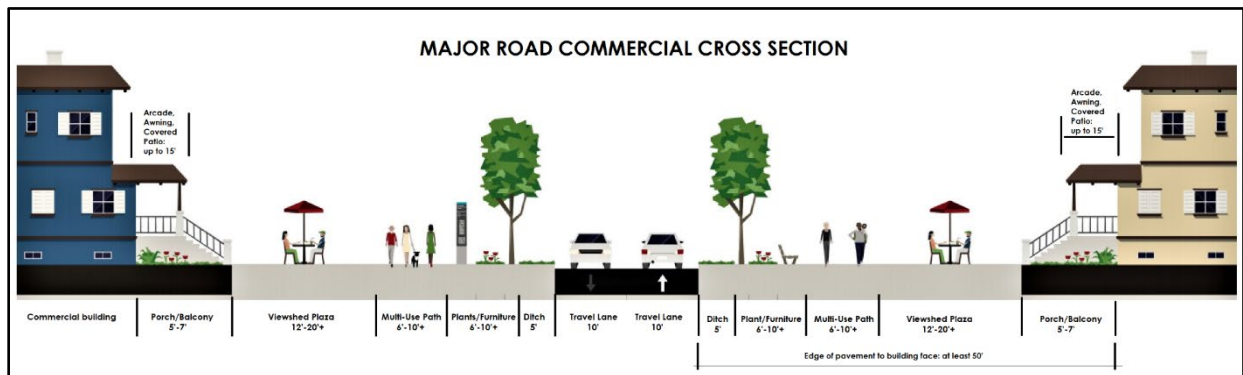 MAJOR ROAD COMMERCIAL CROSS SECTION
Arcade,
Awning,
Covered
Patio:
up to 15'
Arcade,
Awning,
Covered
Patio:
up to 15'
Commercial building
Porch/Balcony
5'-7'
Viewshed Plaza
12'-20'+
Multi-Use Path
6'-10'+
Plants/Furniture
6'-10'+
Ditch
5'
Travel Lane
10'
Travel Lane
10'
Ditch
5'
Plant/Furniture
6'-10'+
Multi-Use Path
6'-10'+
Viewshed Plaza
12'-20'+
Porch/Balcony
5'-7'
Edge of pavement to building face: at least 50'